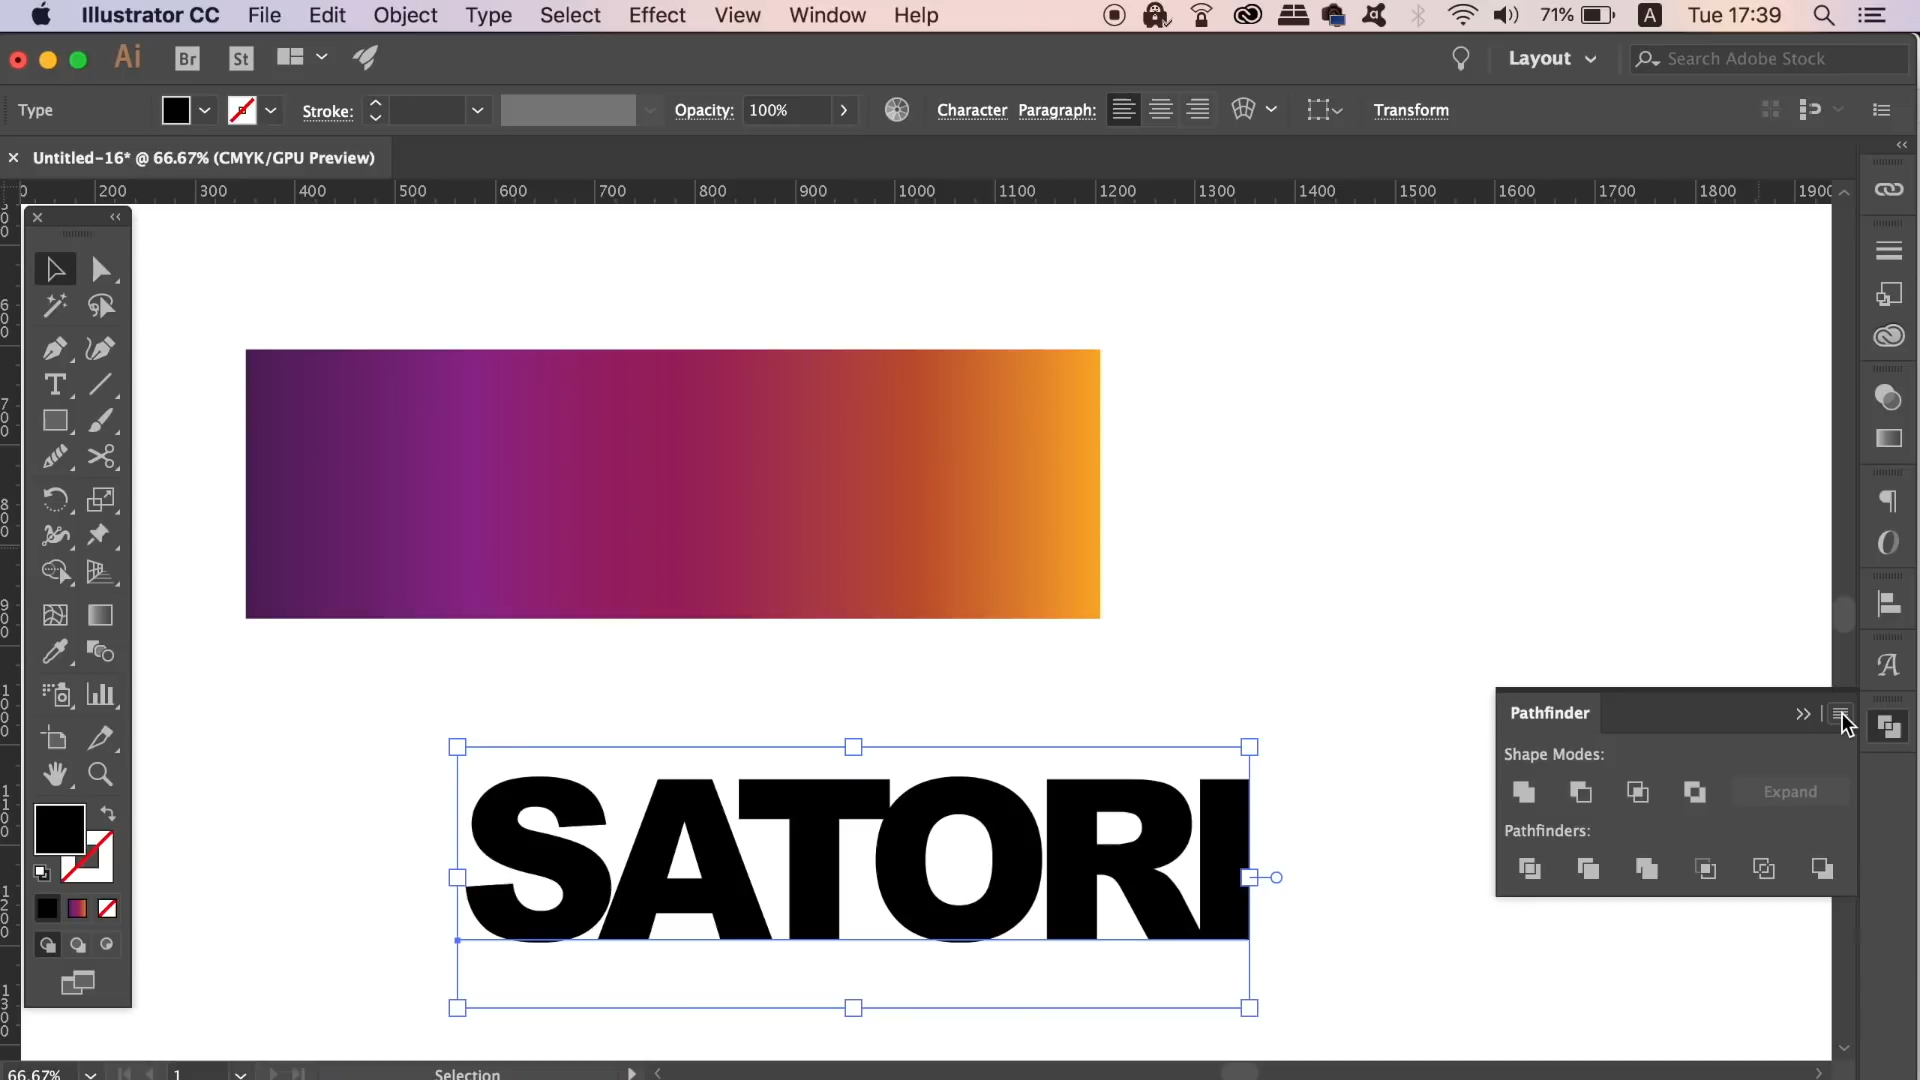 Illustrator CC File Edit Object Type Select Effect View Window Help 71% A Tue 17:39
Ai Br St Layout Search Adobe Stock
Type Stroke: Opacity: 100% Character Paragraph: Transform
× Untitled-16* @ 66.67% (CMYK/GPU Preview)
200 300 400 500 600 700 800 900 1000 1100 1200 1300 1400 1500 1600 1700 1800 1900
SATORI
Pathfinder
Shape Modes:
Expand
Pathfinders:
66.67% 1 Selection